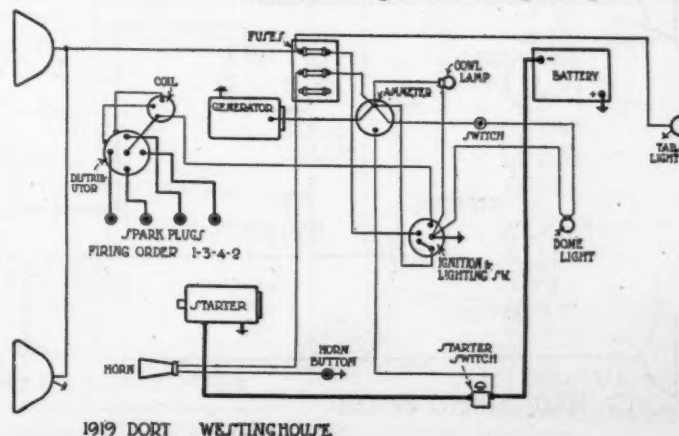 FUSES
COIL
COWL
LAMP
AMMETER
GENERATOR
BATTERY
-
+
SWITCH
TAIL
LIGHT
DISTRIB-
UTOR
SPARK PLUGS
FIRING ORDER 1-3-4-2
DOME
LIGHT
IGNITION &
LIGHTING SW.
STARTER
STARTER
SWITCH
HORN
HORN
BUTTON
1919 DORT WESTINGHOUSE